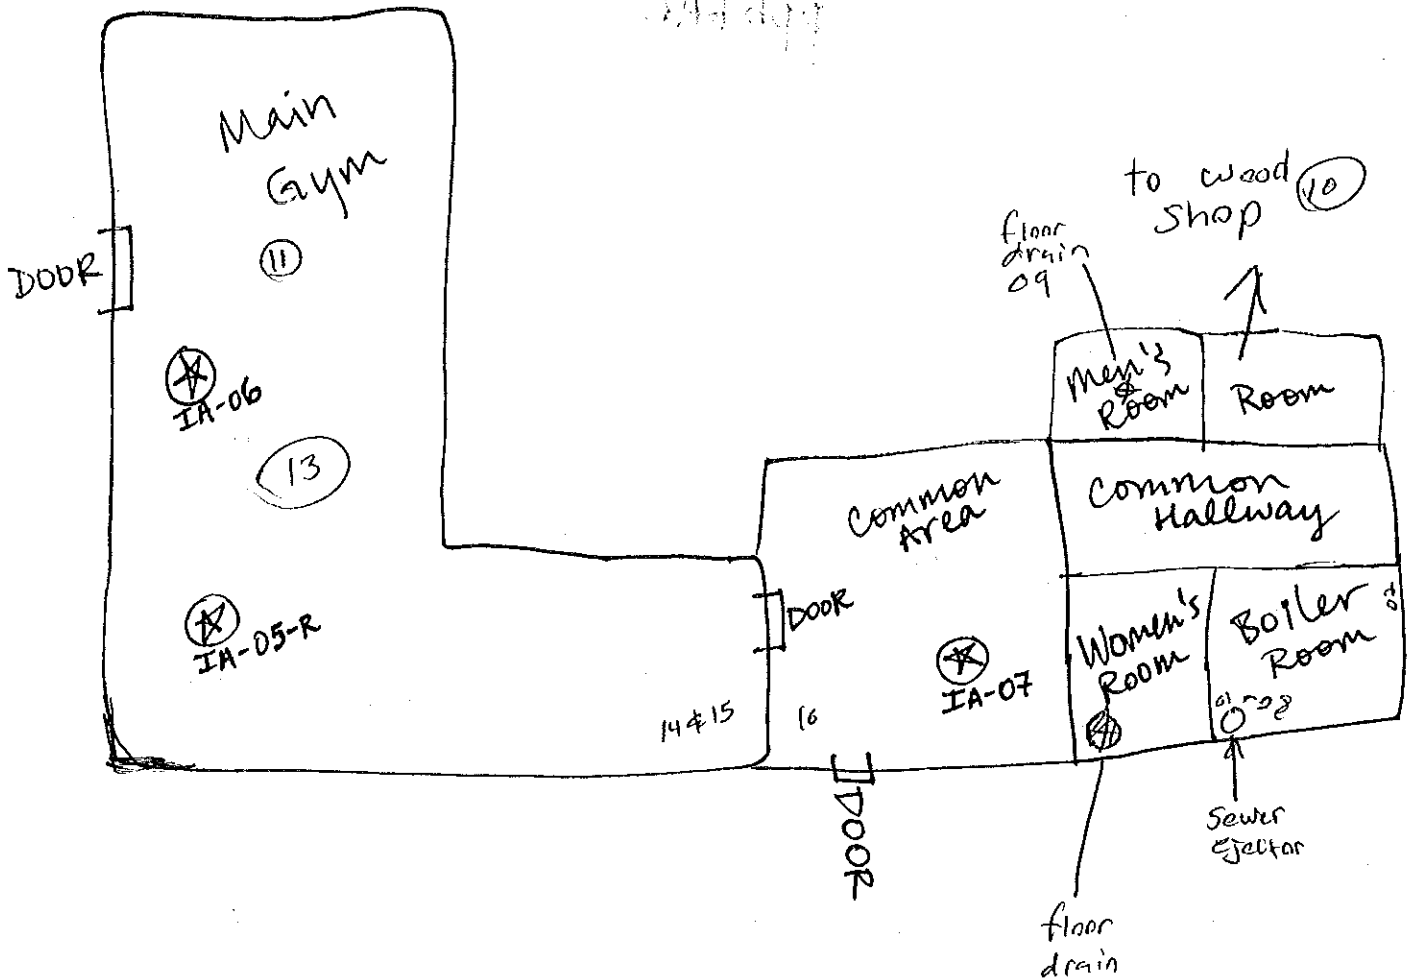 Main
Gym
11
DOOR
IA-06
13
IA-05-R
14 & 15
DOOR
16
DOOR
Common
Area
IA-07
floor
drain
09
to wood
shop
10
Men's
Room
Room
Common
Hallway
Women's
Room
Boiler
Room
Sewer
Ejector
floor
drain